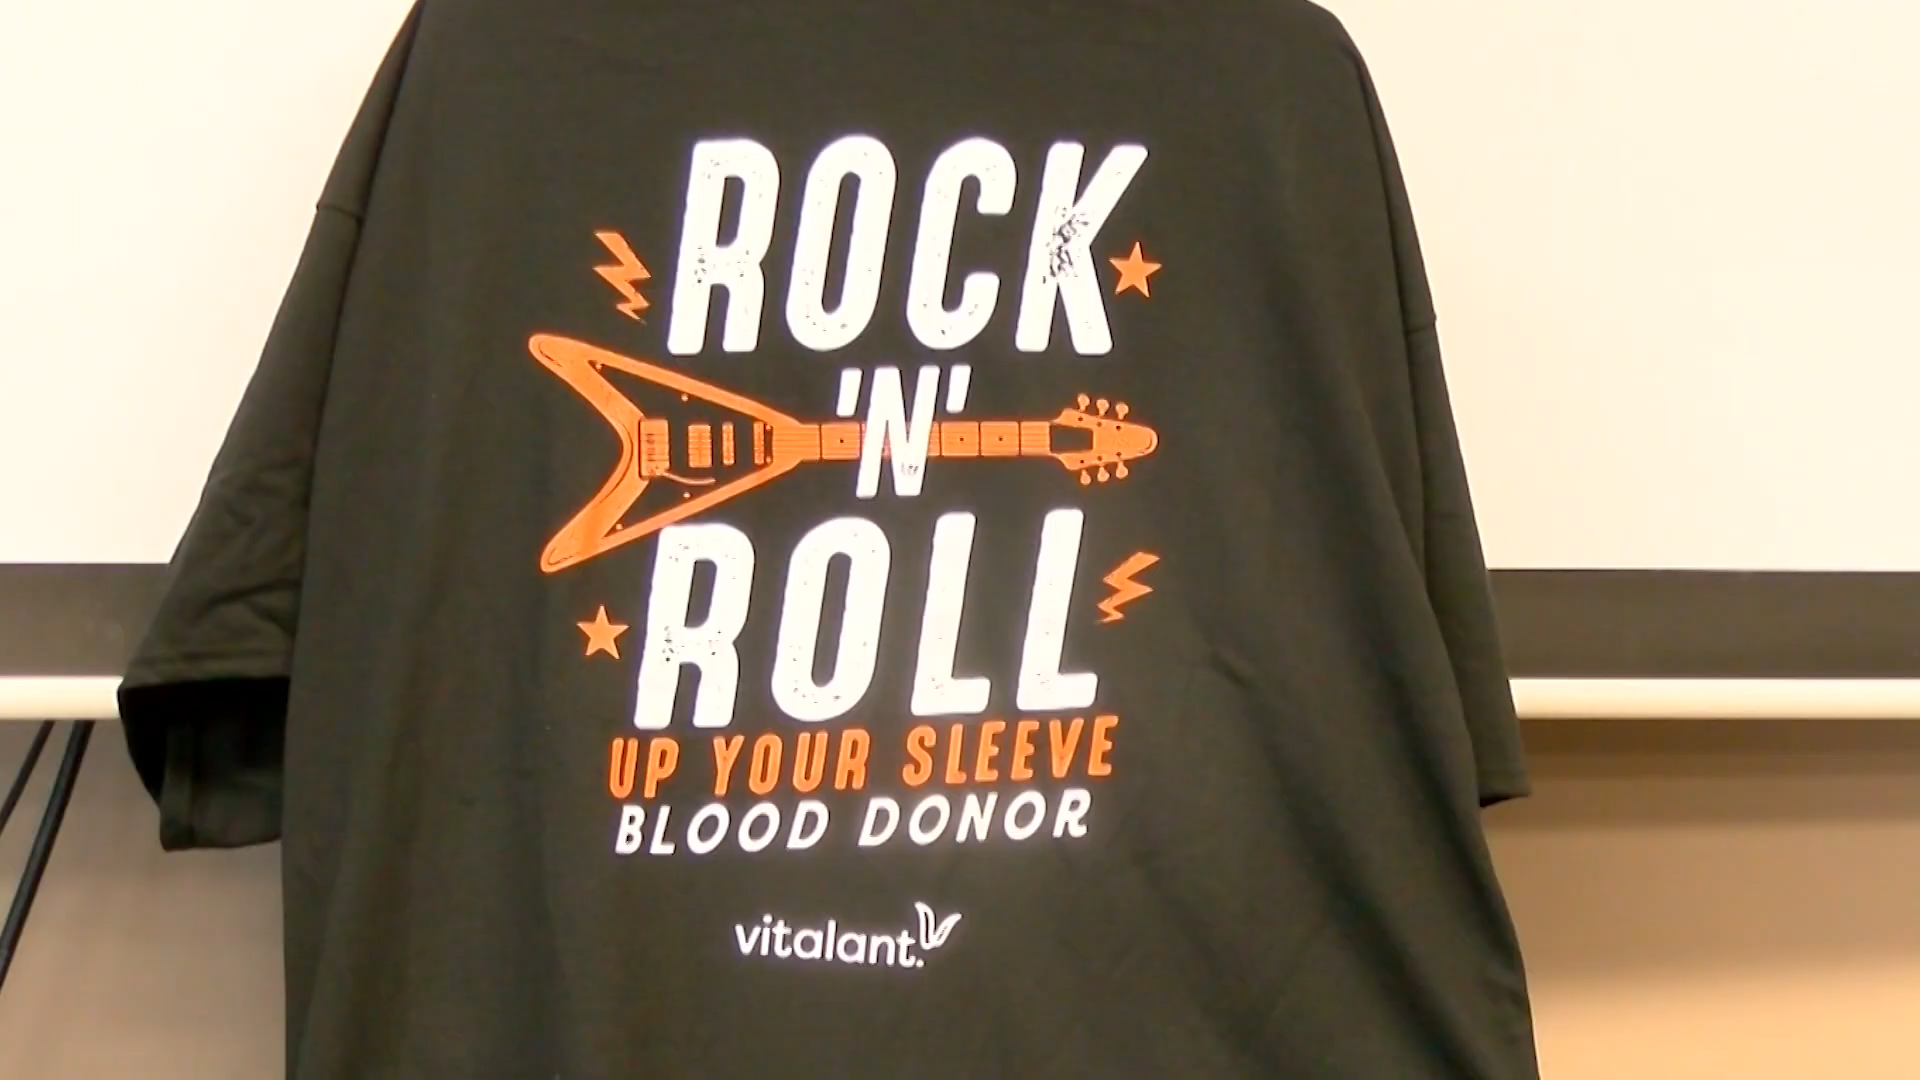 ROCK
'N'
ROLL
UP YOUR SLEEVE
BLOOD DONOR
vitalant.